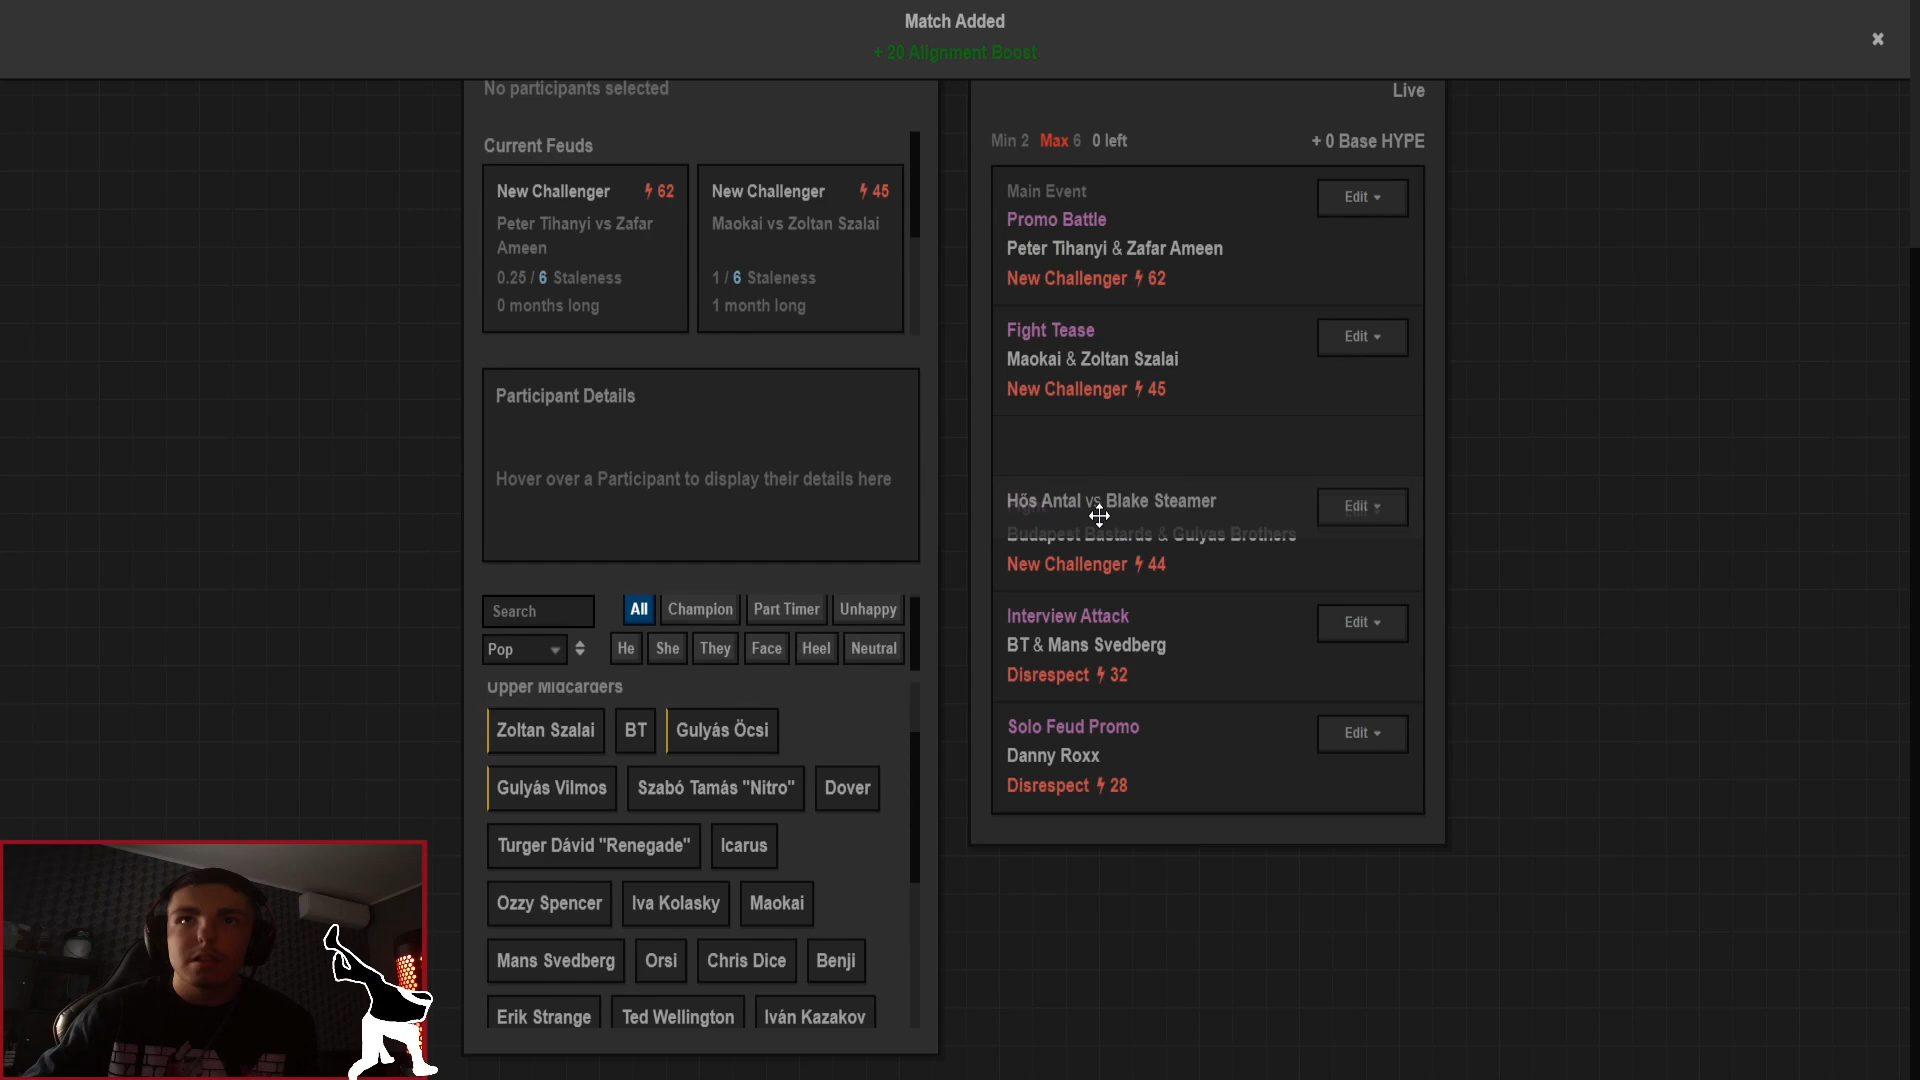 Match Added
+ 20 Alignment Boost
No participants selected
Current Feuds
New Challenger 62
Peter Tihanyi vs Zafar
Ameen
0.25 / 6 Staleness
0 months long
New Challenger 45
Maokai vs Zoltan Szalai
1 / 6 Staleness
1 month long
Participant Details
Hover over a Participant to display their details here
Search
All Champion Part Timer Unhappy
Pop
He She They Face Heel Neutral
Upper Midcarders
Zoltan Szalai BT Gulyás Öcsi
Gulyás Vilmos Szabó Tamás "Nitro" Dover
Turger Dávid "Renegade" Icarus
Ozzy Spencer Iva Kolasky Maokai
Mans Svedberg Orsi Chris Dice Benji
Erik Strange Ted Wellington Iván Kazakov
Live
Min 2 Max 6 0 left + 0 Base HYPE
Main Event
Edit
Promo Battle
Peter Tihanyi & Zafar Ameen
New Challenger 62
Fight Tease
Edit
Maokai & Zoltan Szalai
New Challenger 45
Hős Antal vs Blake Steamer
Edit
Budapest Bastards & Gulyas Brothers
New Challenger 44
Interview Attack
Edit
BT & Mans Svedberg
Disrespect 32
Solo Feud Promo
Edit
Danny Roxx
Disrespect 28